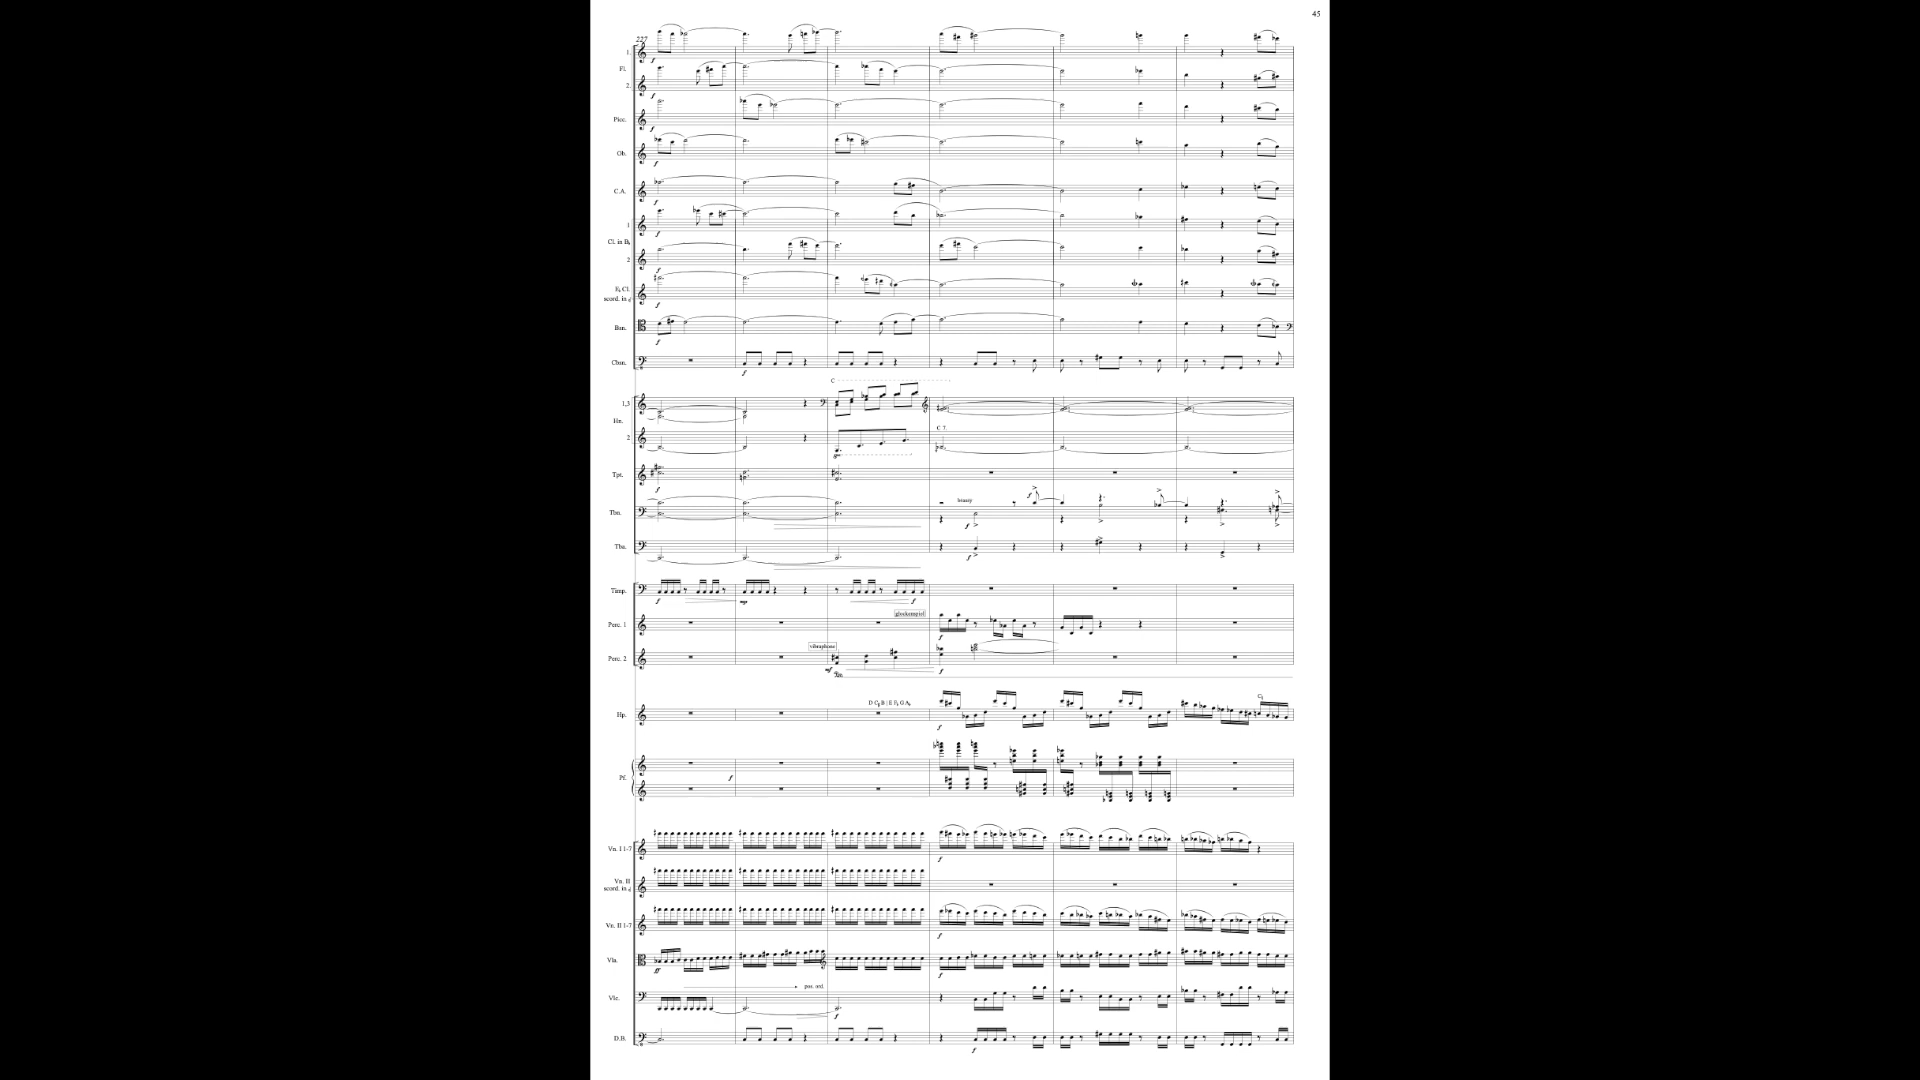 45
227
1.
Fl.
2.
f
f
Picc.
f
Ob.
f
C.A.
f
1
f
Cl. in B♭
2
f
E♭ Cl.
scord. in
f
Bsn.
f
Cbsn.
f
C
1,3
Hn.
2
C 7.
Tpt.
f
brassy
f
Tbn.
f
Tba.
f
Timp.
f
mp
f
glockenspiel
Perc. 1
f
vibraphone
Perc. 2
mf
f
Hp.
f
Pf.
f
Vn. I 1-7
f
Vn. II
scord. in
Vn. II 1-7
f
Vla.
ff
f
pos. ord.
Vlc.
f
D.B.
f